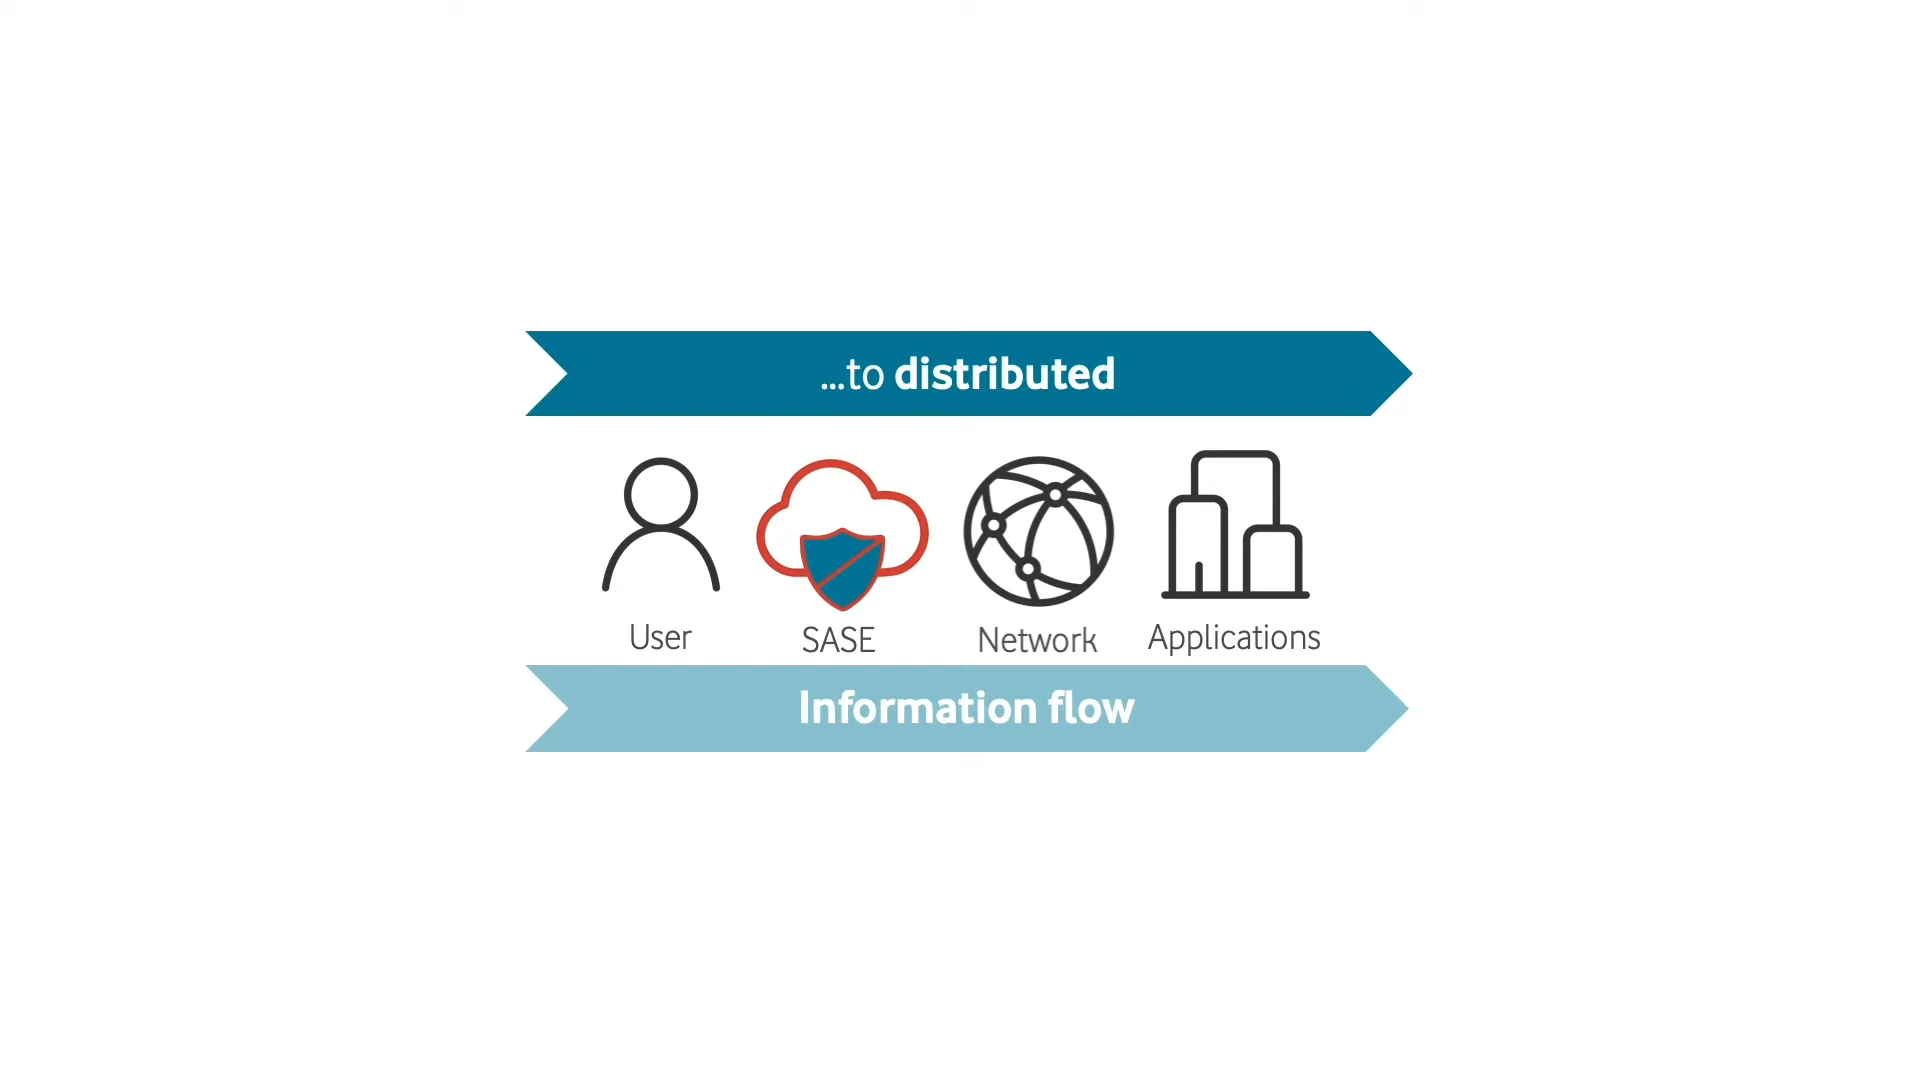 ...to distributed
User SASE Network Applications
Information flow